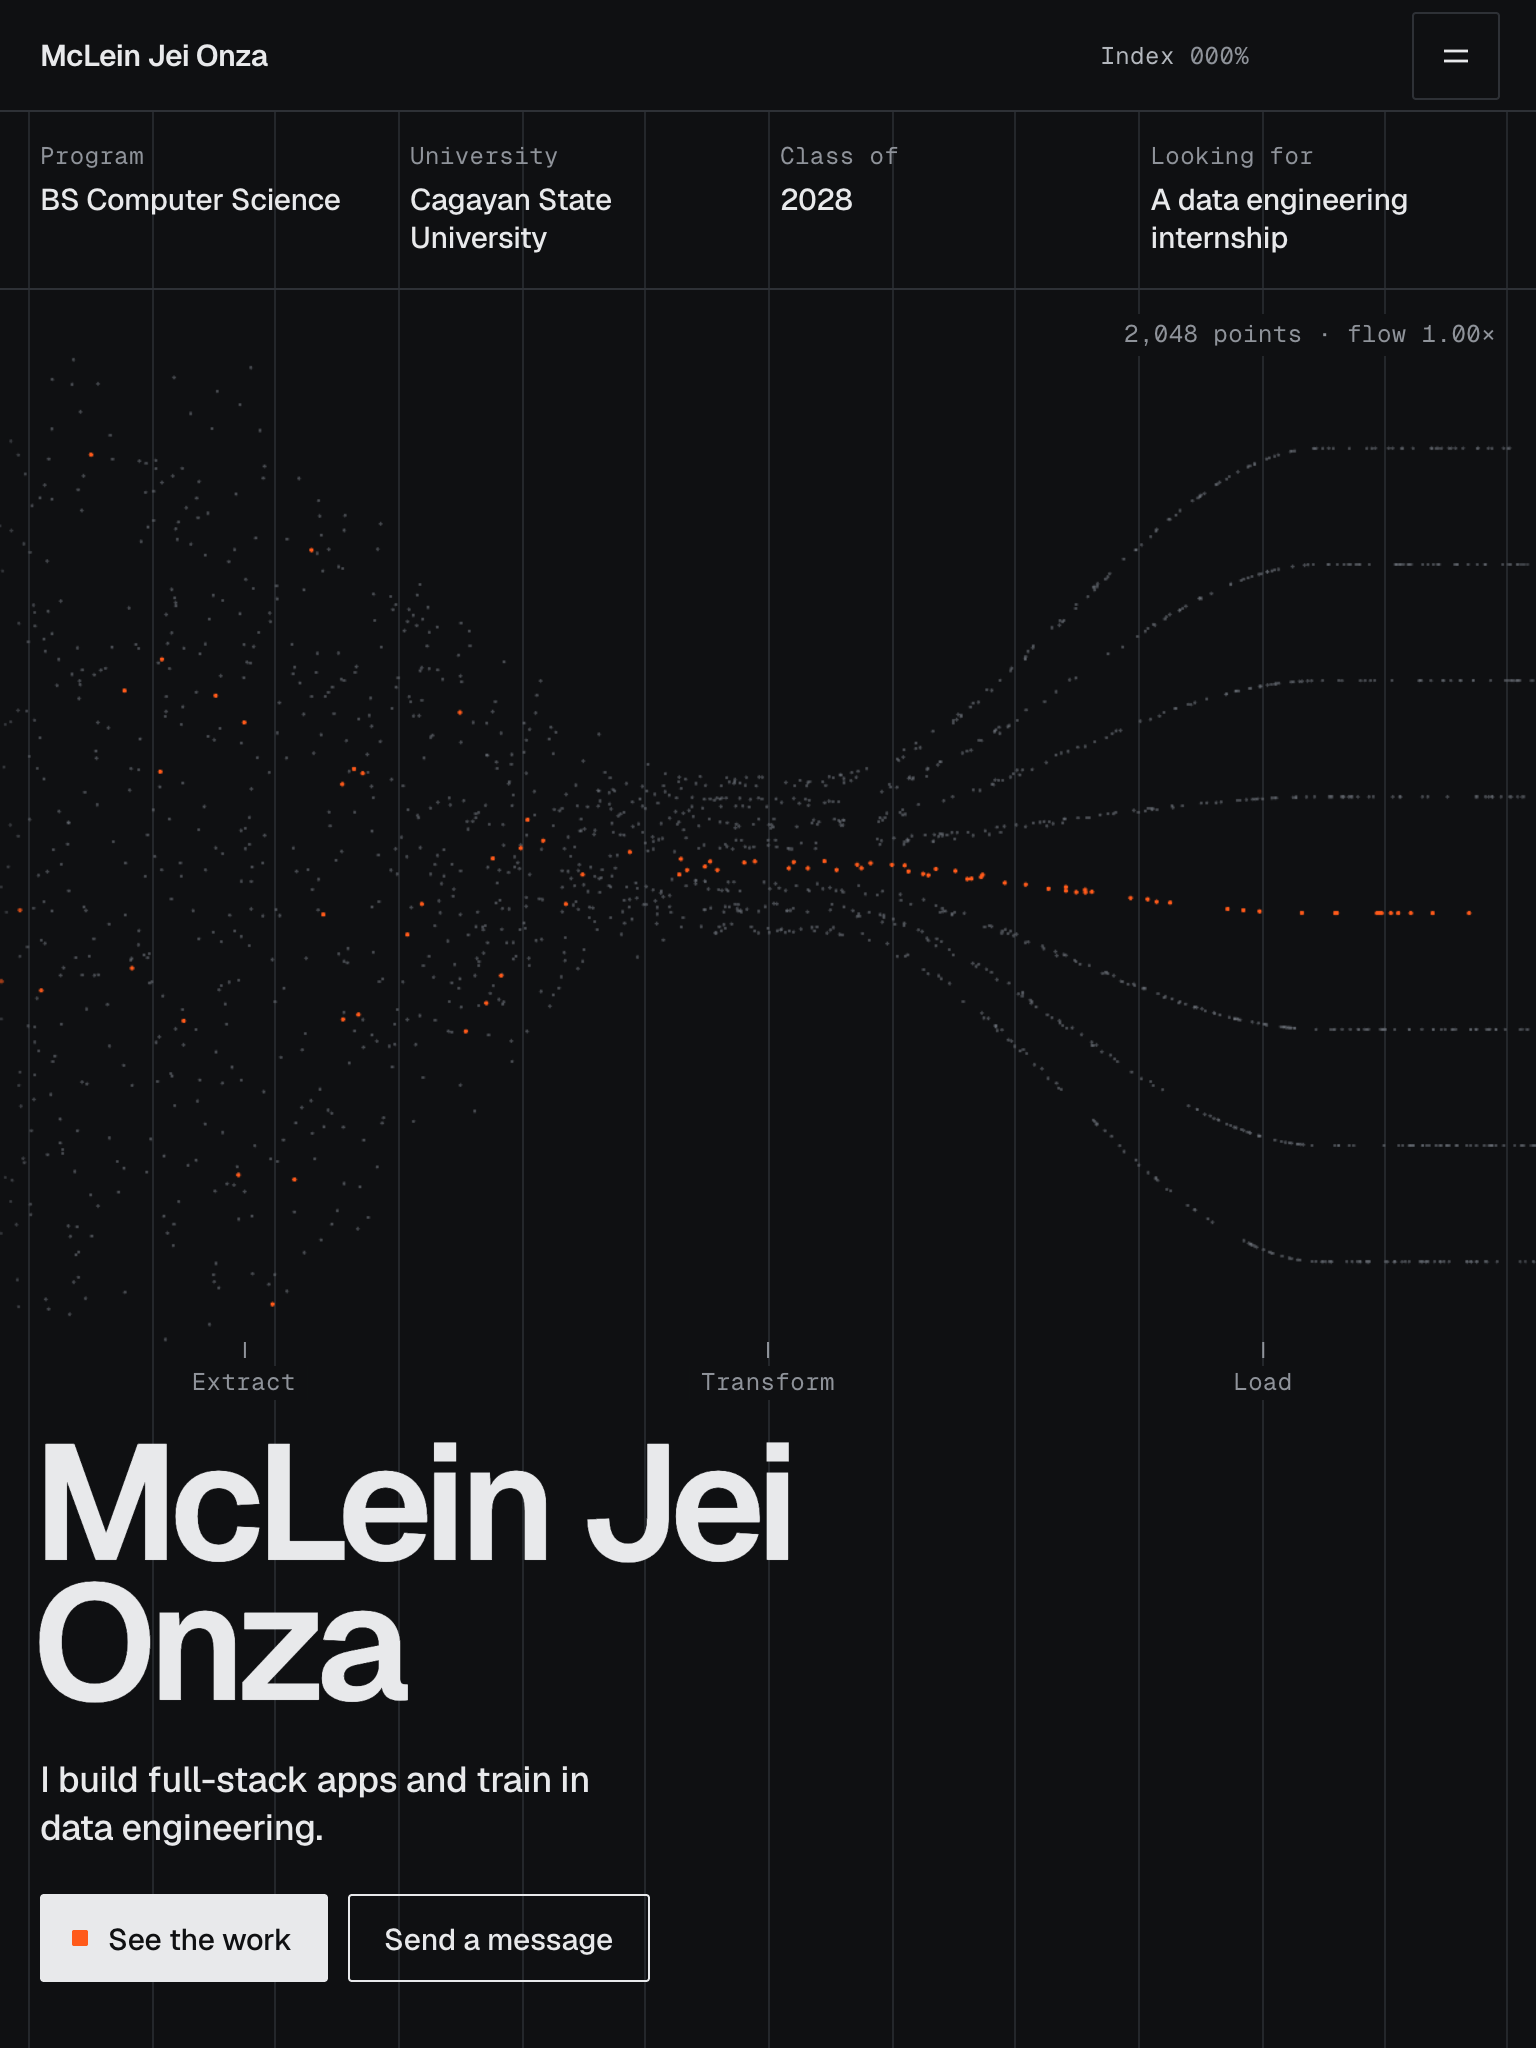 McLein Jei Onza
Index 000%
Program
BS Computer Science
University
Cagayan State
University
Class of
2028
Looking for
A data engineering
internship
2,048 points · flow 1.00×
Extract
Transform
Load
McLein Jei
Onza
I build full-stack apps and train in
data engineering.
See the work
Send a message